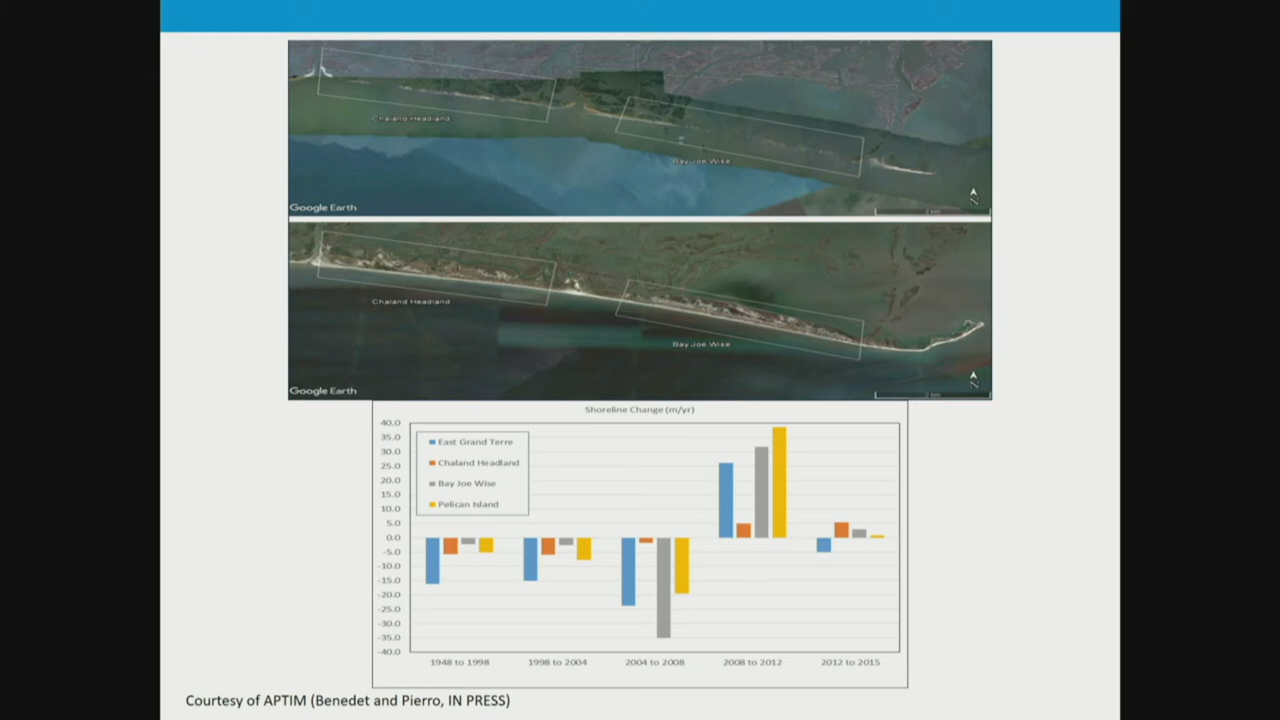 Chaland Headland
Bay Joe Wise
Google Earth
N
2 km
Chaland Headland
Bay Joe Wise
Google Earth
N
Shoreline Change (m/yr)
40.0
35.0
30.0
25.0
20.0
15.0
10.0
5.0
0.0
-5.0
-10.0
-15.0
-20.0
-25.0
-30.0
-35.0
-40.0
East Grand Terre
Chaland Headland
Bay Joe Wise
Pelican Island
1948 to 1998 1998 to 2004 2004 to 2008 2008 to 2012 2012 to 2015
Courtesy of APTIM (Benedet and Pierro, IN PRESS)